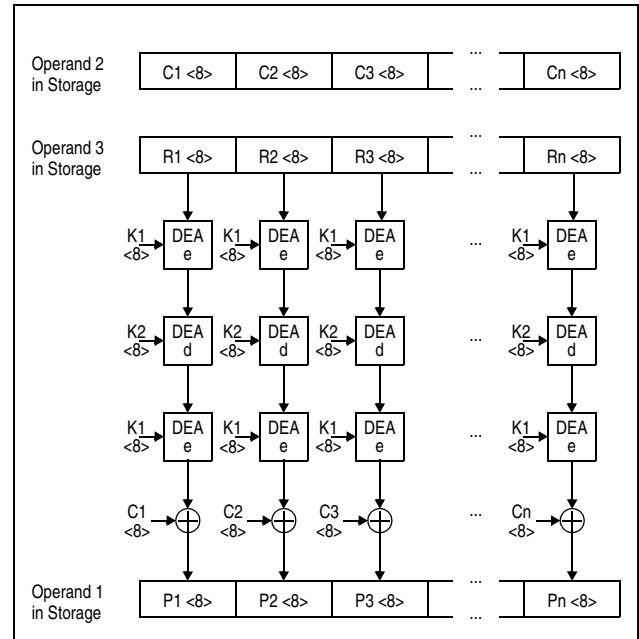 ...
Operand 2
in Storage
C1 <8> C2 <8> C3 <8> Cn <8>
...
...
Operand 3
in Storage
R1 <8> R2 <8> R3 <8> Rn <8>
...
K1
<8>
DEA
e
K1
<8>
DEA
e
K1
<8>
DEA
e
...
K1
<8>
DEA
e
K2
<8>
DEA
d
K2
<8>
DEA
d
K2
<8>
DEA
d
...
K2
<8>
DEA
d
K1
<8>
DEA
e
K1
<8>
DEA
e
K1
<8>
DEA
e
...
K1
<8>
DEA
e
C1
<8>
C2
<8>
C3
<8>
...
Cn
<8>
...
Operand 1
in Storage
P1 <8> P2 <8> P3 <8> Pn <8>
...